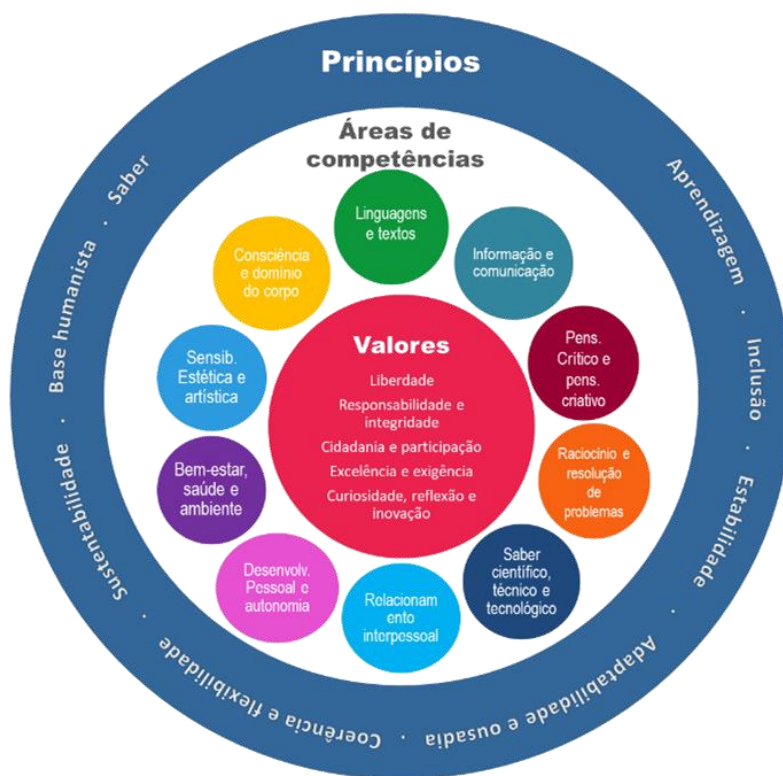 Princípios
Aprendizagem · Inclusão · Estabilidade · Adaptabilidade e ousadia · Coerência e flexibilidade · Sustentabilidade · Base humanista · Saber
Áreas de
competências
Linguagens
e textos
Informação e
comunicação
Pens.
Crítico e
pens.
criativo
Raciocínio e
resolução
de
problemas
Saber
científico,
técnico e
tecnológico
Relacionam
ento
interpessoal
Desenvolv.
Pessoal e
autonomia
Bem-estar,
saúde e
ambiente
Sensib.
Estética e
artística
Consciência
e domínio
do corpo
Valores
Liberdade
Responsabilidade e
integridade
Cidadania e participação
Excelência e exigência
Curiosidade, reflexão e
inovação